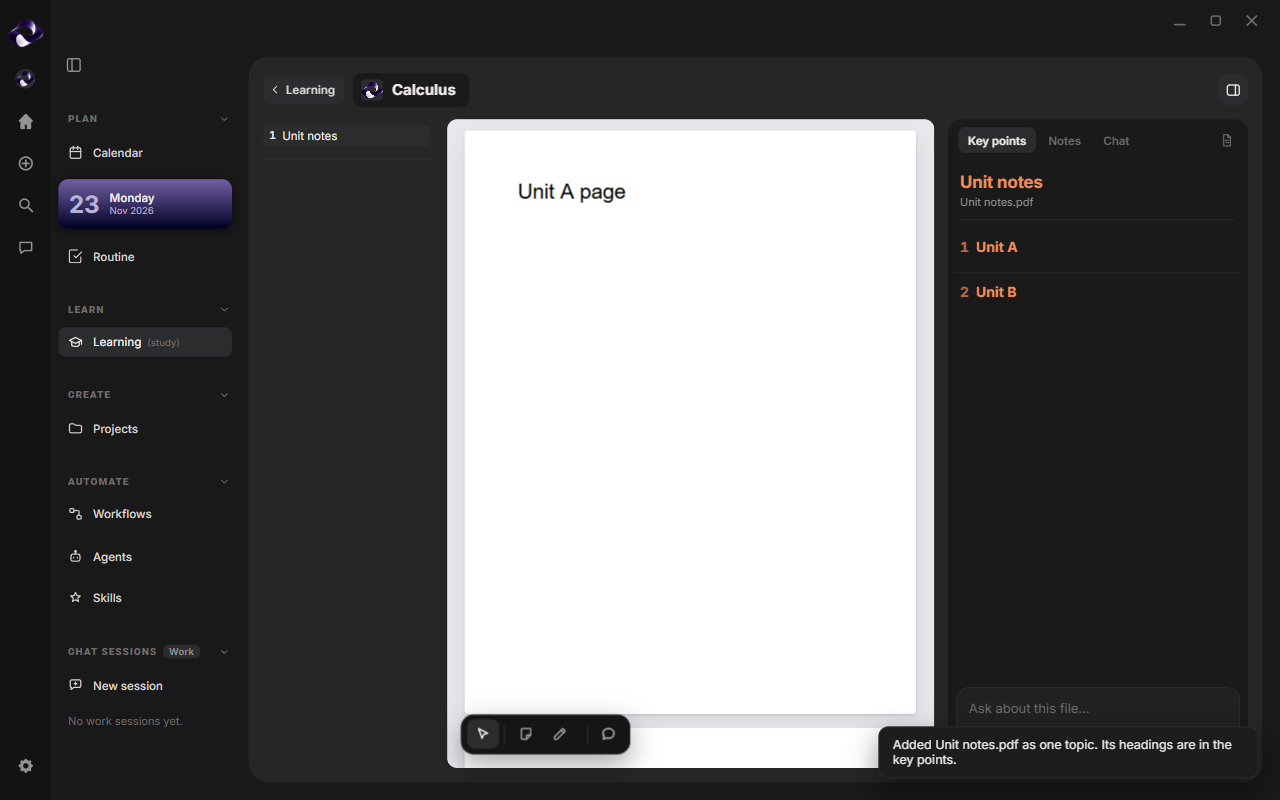 Learning
Calculus
PLAN
Calendar
23
Monday
Nov 2026
Routine
LEARN
Learning (study)
CREATE
Projects
AUTOMATE
Workflows
Agents
Skills
CHAT SESSIONS Work
New session
No work sessions yet.
1 Unit notes
Unit A page
Key points Notes Chat
Unit notes
Unit notes.pdf
1 Unit A
2 Unit B
Ask about this file...
Added Unit notes.pdf as one topic. Its headings are in the
key points.